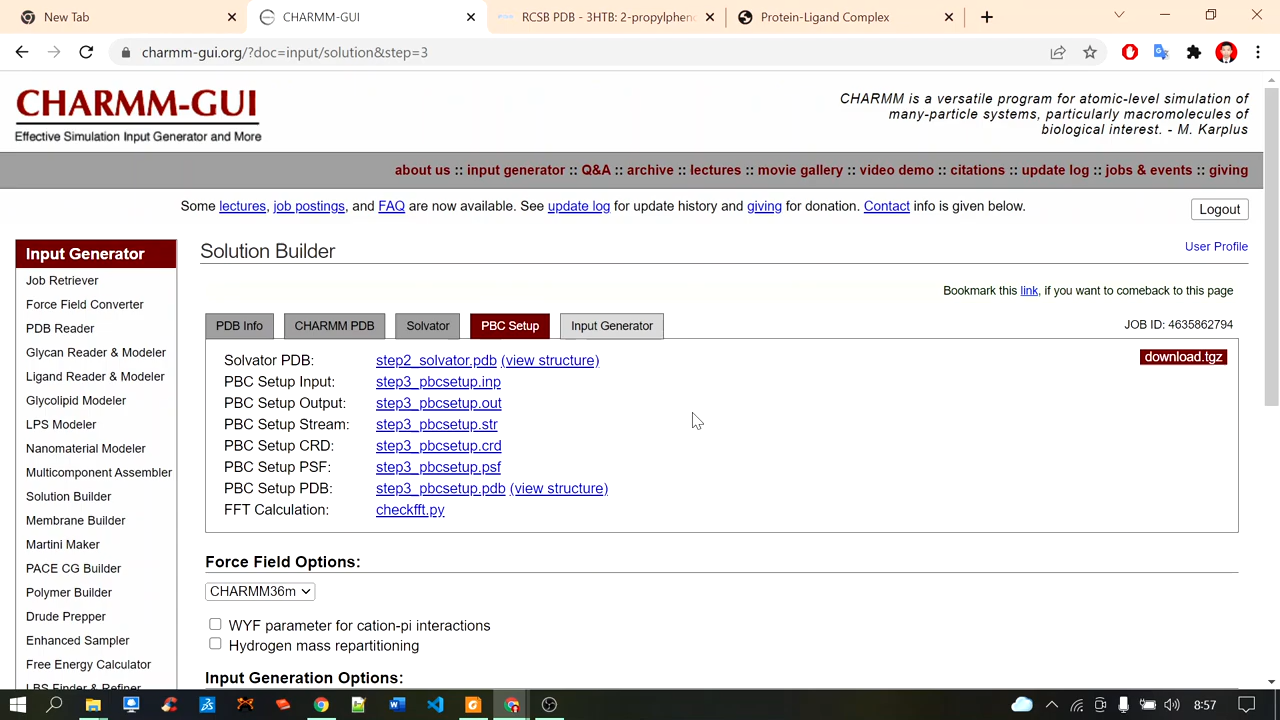 New Tab
CHARMM-GUI
RCSB PDB - 3HTB: 2-propylphen
Protein-Ligand Complex
charmm-gui.org/?doc=input/solution&step=3
CHARMM-GUI
Effective Simulation Input Generator and More
CHARMM is a versatile program for atomic-level simulation of
many-particle systems, particularly macromolecules of
biological interest. - M. Karplus
about us :: input generator :: Q&A :: archive :: lectures :: movie gallery :: video demo :: citations :: update log :: jobs & events :: giving
Some lectures, job postings, and FAQ are now available. See update log for update history and giving for donation. Contact info is given below.
Logout
Input Generator
Job Retriever
Force Field Converter
PDB Reader
Glycan Reader & Modeler
Ligand Reader & Modeler
Glycolipid Modeler
LPS Modeler
Nanomaterial Modeler
Multicomponent Assembler
Solution Builder
Membrane Builder
Martini Maker
PACE CG Builder
Polymer Builder
Drude Prepper
Enhanced Sampler
Free Energy Calculator
LBS Finder & Refiner
Solution Builder
User Profile
Bookmark this link, if you want to comeback to this page
PDB Info
CHARMM PDB
Solvator
PBC Setup
Input Generator
JOB ID: 4635862794
download.tgz
Solvator PDB: step2_solvator.pdb (view structure)
PBC Setup Input: step3_pbcsetup.inp
PBC Setup Output: step3_pbcsetup.out
PBC Setup Stream: step3_pbcsetup.str
PBC Setup CRD: step3_pbcsetup.crd
PBC Setup PSF: step3_pbcsetup.psf
PBC Setup PDB: step3_pbcsetup.pdb (view structure)
FFT Calculation: checkfft.py
Force Field Options:
CHARMM36m
WYF parameter for cation-pi interactions
Hydrogen mass repartitioning
Input Generation Options:
8:57